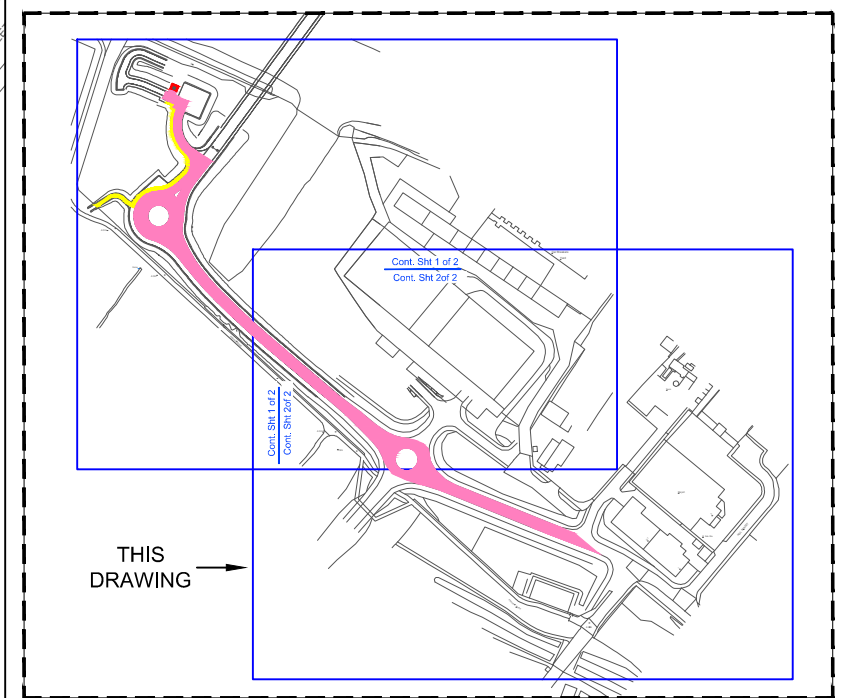 Cont. Sht 1 of 2
Cont. Sht 2of 2
Cont. Sht 1 of 2
Cont. Sht 2of 2
THIS
DRAWING